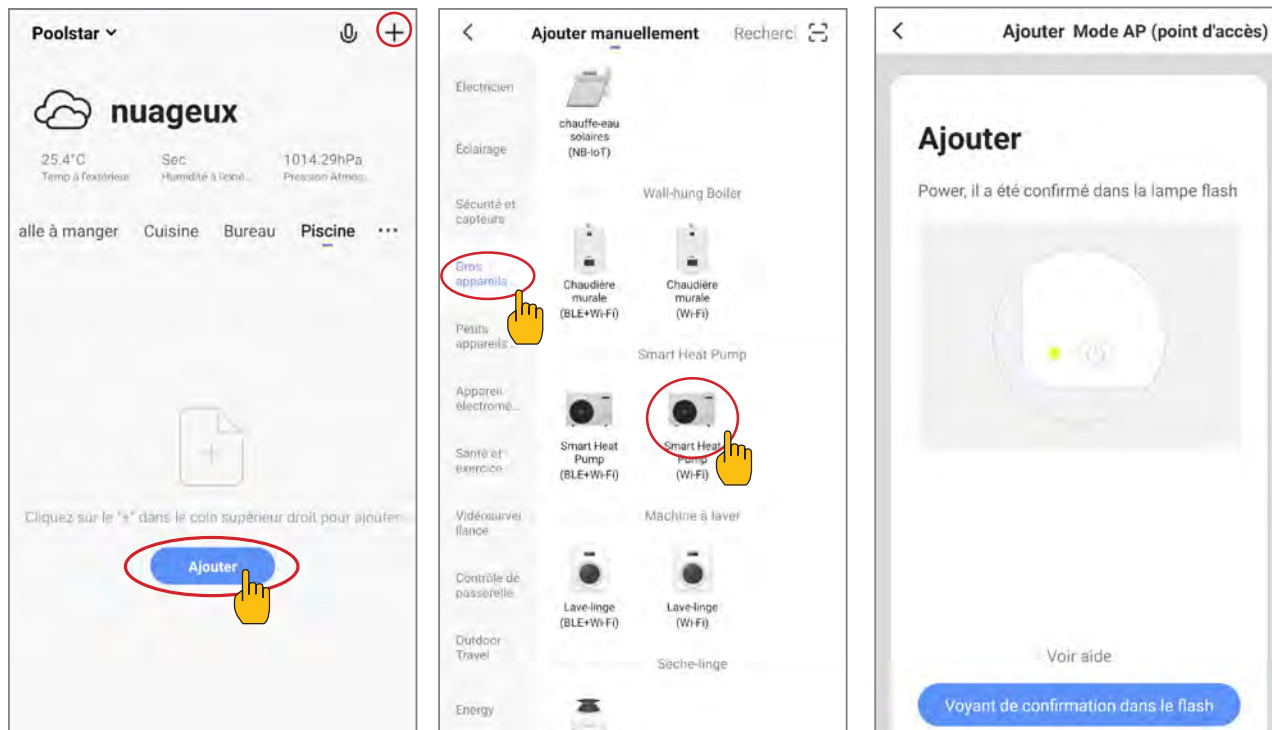 Poolstar
nuageux
25.4°C Sec 1014.29hPa
Temp à l'extérieur Humidité à l'exté... Pression Atmos...
alle à manger Cuisine Bureau Piscine ...
Cliquez sur le "+" dans le coin supérieur droit pour ajouter
Ajouter
Ajouter manuellement Recherc
Electricien
Éclairage
Sécurité et
capteurs
Gros
appareils ...
Petits
appareils ...
Appareil
électromé...
Santé et
exercice
Vidéosurvei
llance
Contrôle de
passerelle
Outdoor
Travel
Energy
chauffe-eau
solaires
(NB-IoT)
Wall-hung Boiler
Chaudière
murale
(BLE+Wi-Fi)
Chaudière
murale
(Wi-Fi)
Smart Heat Pump
Smart Heat
Pump
(BLE+Wi-Fi)
Smart Heat
Pump
(Wi-Fi)
Machine à laver
Lave-linge
(BLE+Wi-Fi)
Lave-linge
(Wi-Fi)
Sèche-linge
Ajouter Mode AP (point d'accès)
Ajouter
Power, il a été confirmé dans la lampe flash
Voir aide
Voyant de confirmation dans le flash